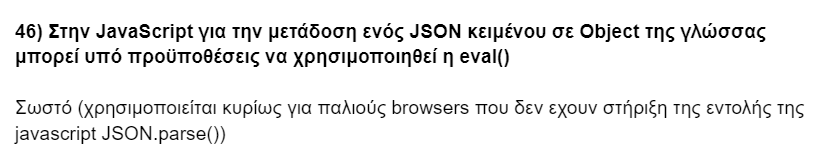 46) Στην JavaScript για την μετάδοση ενός JSON κειμένου σε Object της γλώσσας
μπορεί υπό προϋποθέσεις να χρησιμοποιηθεί η eval()
Σωστό (χρησιμοποιείται κυρίως για παλιούς browsers που δεν εχουν στήριξη της εντολής της
javascript JSON.parse())